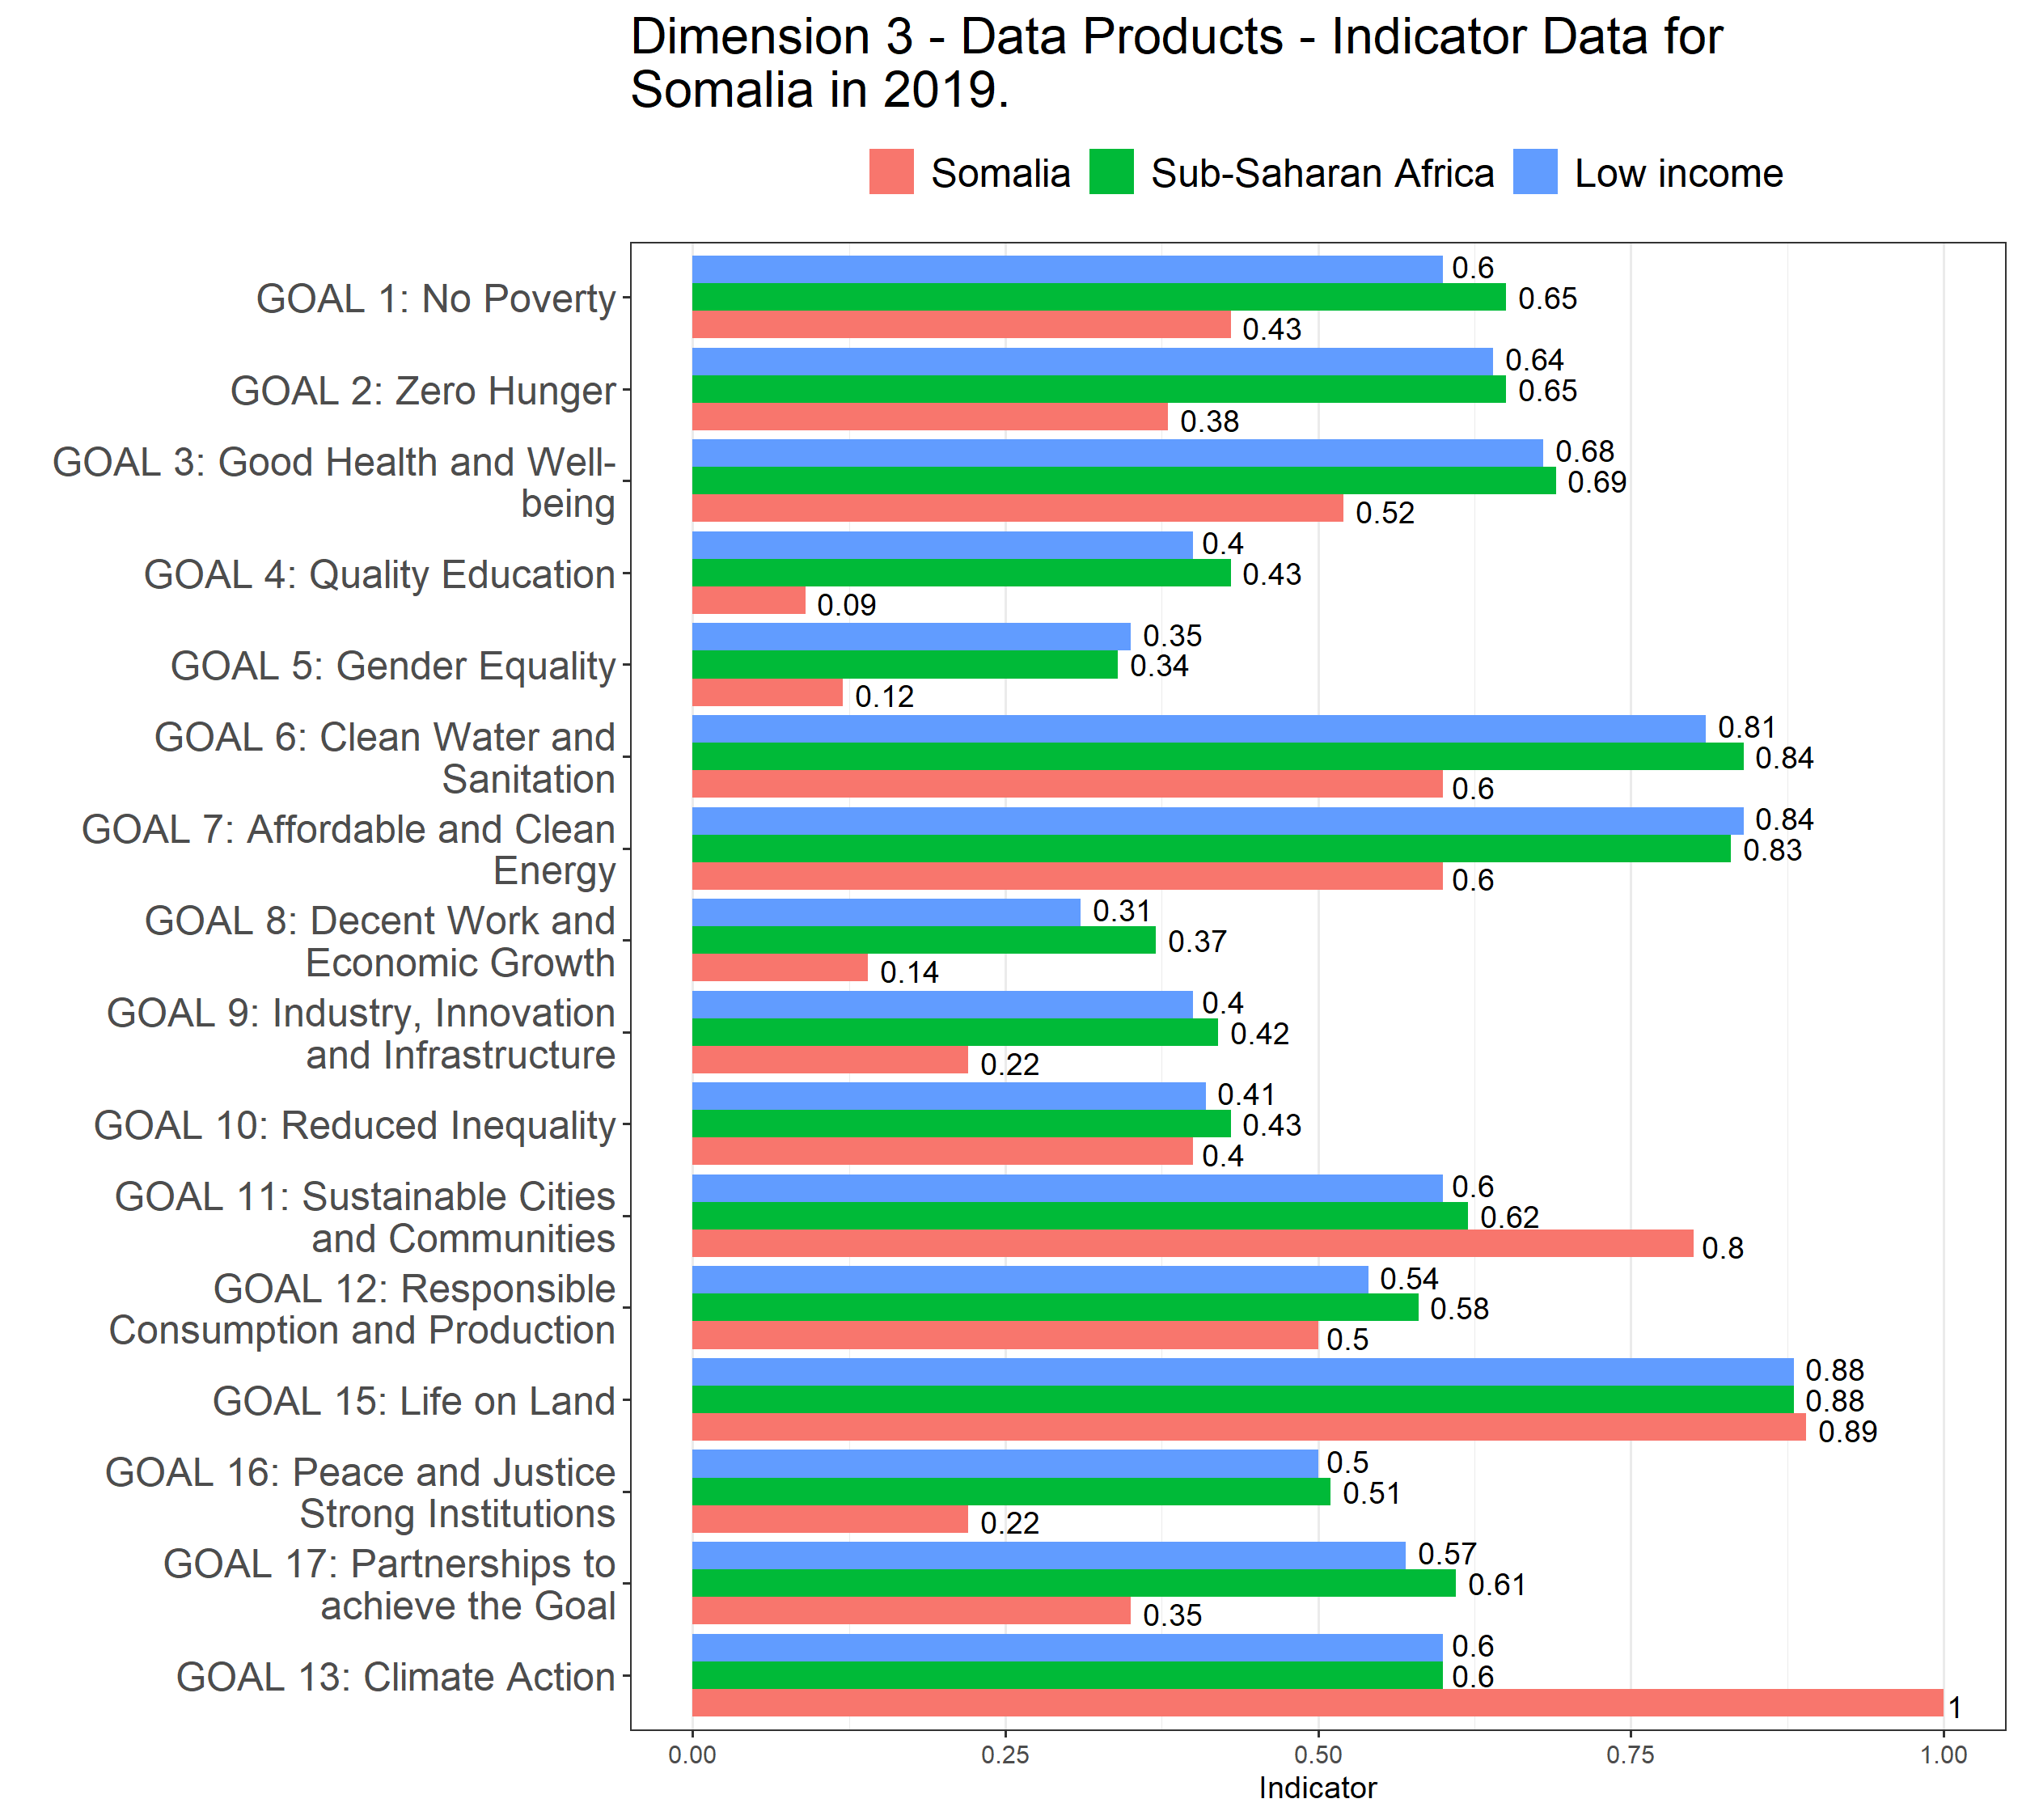 Dimension 3 - Data Products - Indicator Data for
Somalia in 2019.
Somalia Sub-Saharan Africa Low income
GOAL 1: No Poverty
0.6
0.65
0.43
GOAL 2: Zero Hunger
0.64
0.65
0.38
GOAL 3: Good Health and Well-
being
0.68
0.69
0.52
GOAL 4: Quality Education
0.4
0.43
0.09
GOAL 5: Gender Equality
0.35
0.34
0.12
GOAL 6: Clean Water and
Sanitation
0.81
0.84
0.6
GOAL 7: Affordable and Clean
Energy
0.84
0.83
0.6
GOAL 8: Decent Work and
Economic Growth
0.31
0.37
0.14
GOAL 9: Industry, Innovation
and Infrastructure
0.4
0.42
0.22
GOAL 10: Reduced Inequality
0.41
0.43
0.4
GOAL 11: Sustainable Cities
and Communities
0.6
0.62
0.8
GOAL 12: Responsible
Consumption and Production
0.54
0.58
0.5
GOAL 15: Life on Land
0.88
0.88
0.89
GOAL 16: Peace and Justice
Strong Institutions
0.5
0.51
0.22
GOAL 17: Partnerships to
achieve the Goal
0.57
0.61
0.35
GOAL 13: Climate Action
0.6
0.6
1
0.00 0.25 0.50 0.75 1.00
Indicator